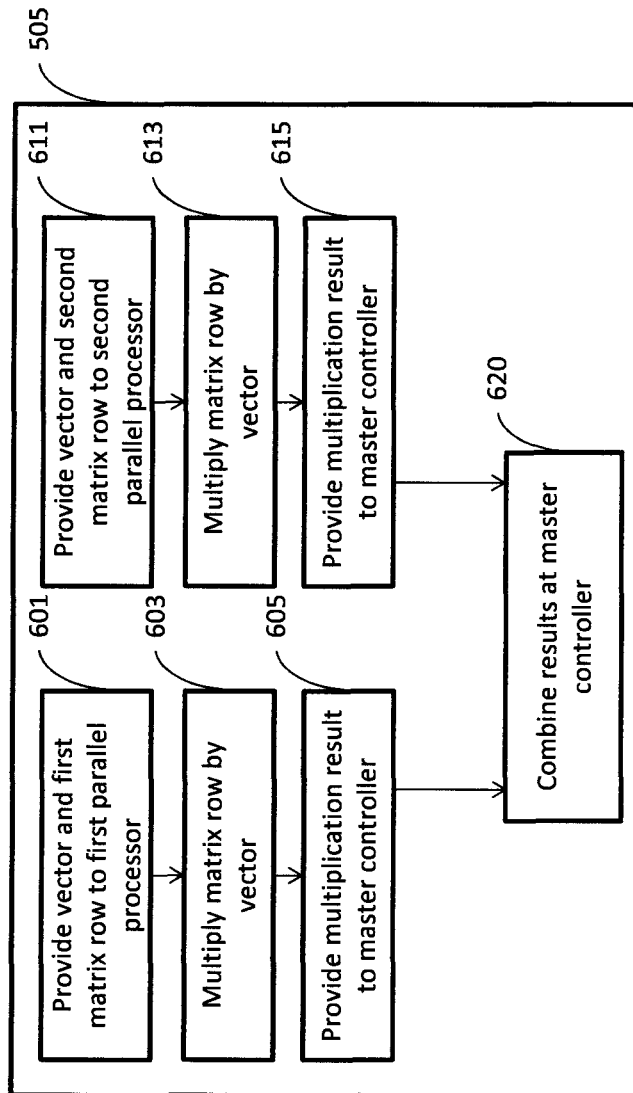 505
601
Provide vector and first
matrix row to first parallel
processor
603
Multiply matrix row by
vector
605
Provide multiplication result
to master controller
611
Provide vector and second
matrix row to second
parallel processor
613
Multiply matrix row by
vector
615
Provide multiplication result
to master controller
620
Combine results at master
controller